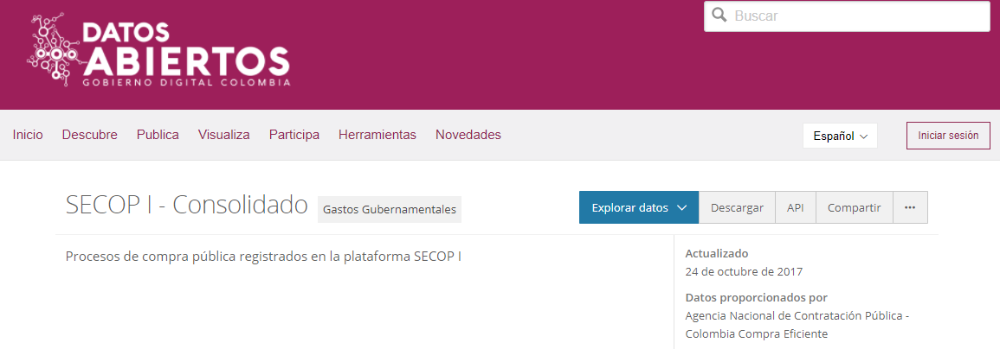 DATOS
ABIERTOS
GOBIERNO DIGITAL COLOMBIA
Buscar
Inicio Descubre Publica Visualiza Participa Herramientas Novedades Español Iniciar sesión
SECOP I - Consolidado Gastos Gubernamentales Explorar datos Descargar API Compartir ...
Procesos de compra pública registrados en la plataforma SECOP I
Actualizado
24 de octubre de 2017
Datos proporcionados por
Agencia Nacional de Contratación Pública -
Colombia Compra Eficiente